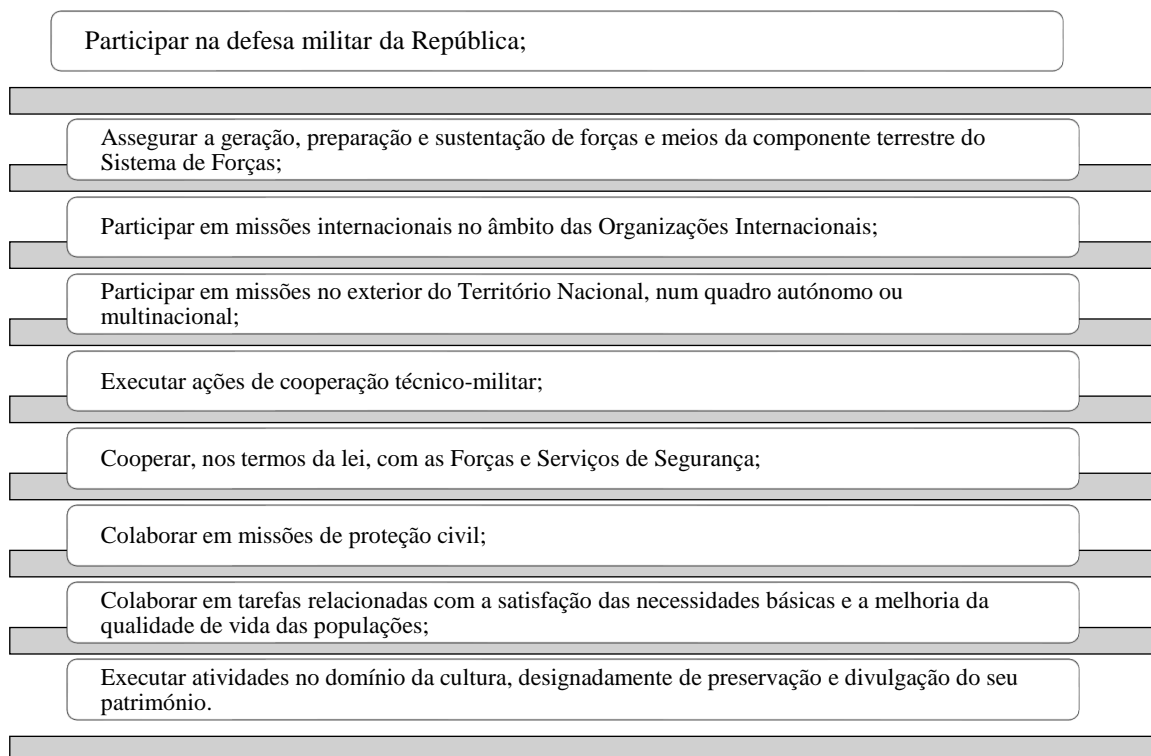 Participar na defesa militar da República;
Assegurar a geração, preparação e sustentação de forças e meios da componente terrestre do
Sistema de Forças;
Participar em missões internacionais no âmbito das Organizações Internacionais;
Participar em missões no exterior do Território Nacional, num quadro autónomo ou
multinacional;
Executar ações de cooperação técnico-militar;
Cooperar, nos termos da lei, com as Forças e Serviços de Segurança;
Colaborar em missões de proteção civil;
Colaborar em tarefas relacionadas com a satisfação das necessidades básicas e a melhoria da
qualidade de vida das populações;
Executar atividades no domínio da cultura, designadamente de preservação e divulgação do seu
património.